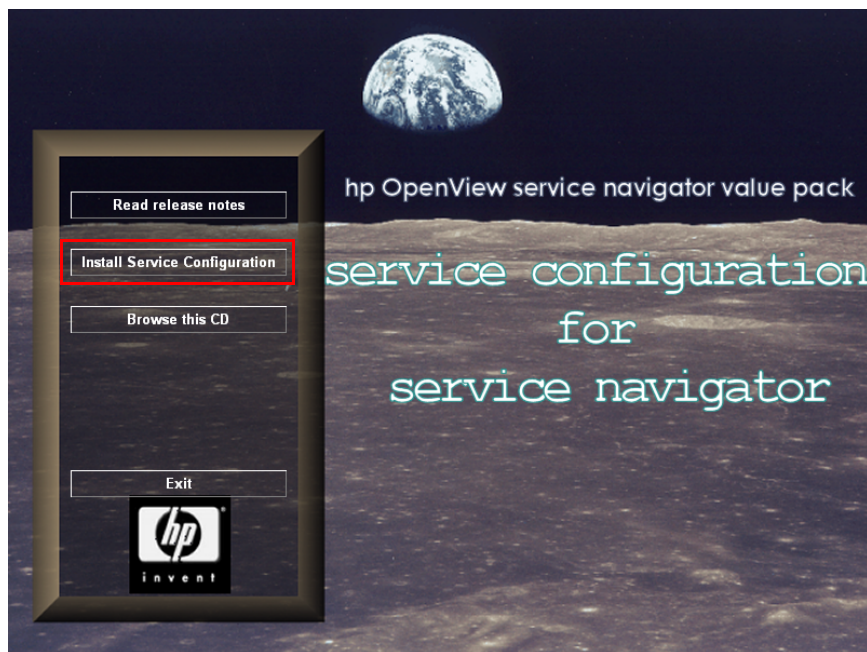 hp OpenView service navigator value pack
service configuration
for
service navigator
Read release notes
Install Service Configuration
Browse this CD
Exit
hp
invent